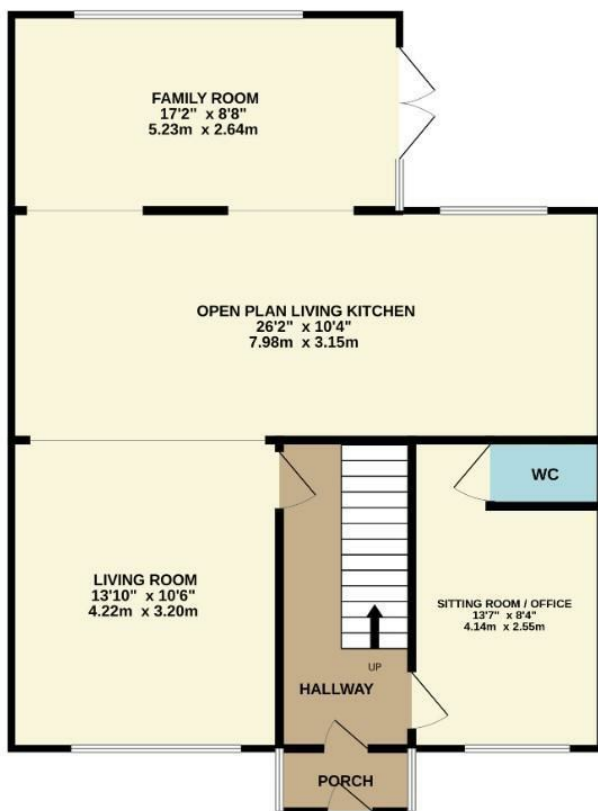 FAMILY ROOM
17'2" x 8'8"
5.23m x 2.64m
OPEN PLAN LIVING KITCHEN
26'2" x 10'4"
7.98m x 3.15m
WC
LIVING ROOM
13'10" x 10'6"
4.22m x 3.20m
SITTING ROOM / OFFICE
13'7" x 8'4"
4.14m x 2.55m
UP
HALLWAY
PORCH